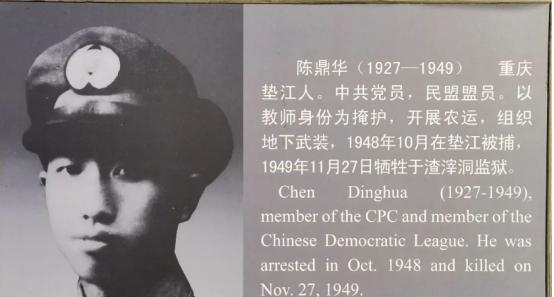 陈鼎华（1927—1949） 重庆
垫江人。中共党员，民盟盟员。以
教师身份为掩护，开展农运，组织
地下武装，1948年10月在垫江被捕，
1949年11月27日牺牲于渣滓洞监狱。
Chen Dinghua (1927-1949),
member of the CPC and member of the
Chinese Democratic League. He was
arrested in Oct. 1948 and killed on
Nov. 27, 1949.